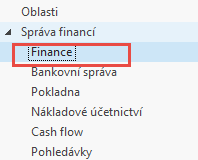 Oblasti
Správa financí
Finance
Bankovní správa
Pokladna
Nákladové účetnictví
Cash flow
Pohledávky